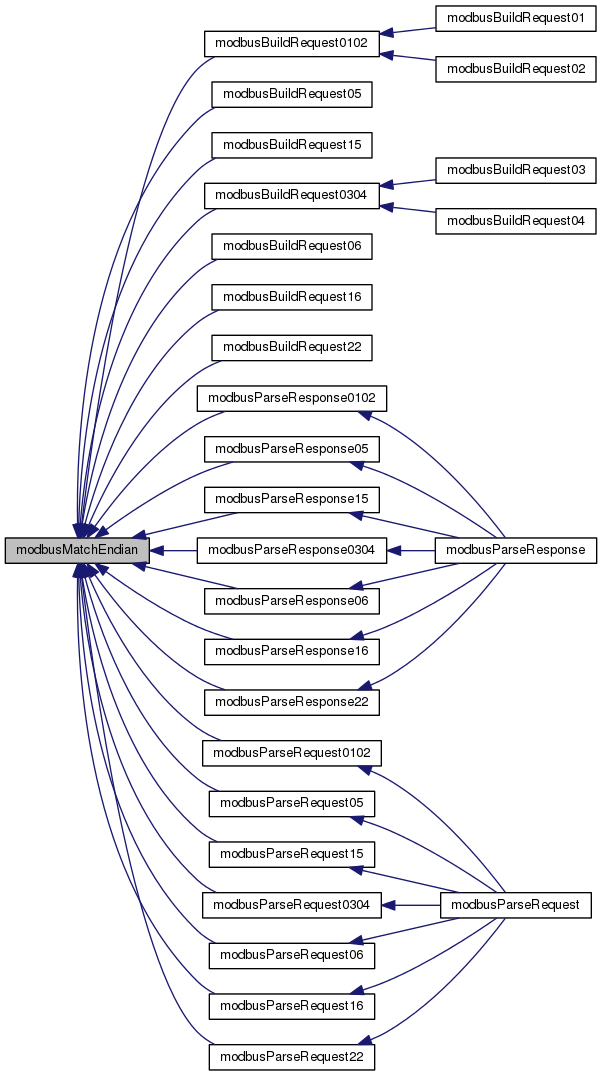 modbusBuildRequest01
modbusBuildRequest0102
modbusBuildRequest02
modbusBuildRequest05
modbusBuildRequest15
modbusBuildRequest03
modbusBuildRequest0304
modbusBuildRequest04
modbusBuildRequest06
modbusBuildRequest16
modbusBuildRequest22
modbusParseResponse0102
modbusParseResponse05
modbusParseResponse15
modbusMatchEndian
modbusParseResponse0304
modbusParseResponse
modbusParseResponse06
modbusParseResponse16
modbusParseResponse22
modbusParseRequest0102
modbusParseRequest05
modbusParseRequest15
modbusParseRequest0304
modbusParseRequest
modbusParseRequest06
modbusParseRequest16
modbusParseRequest22